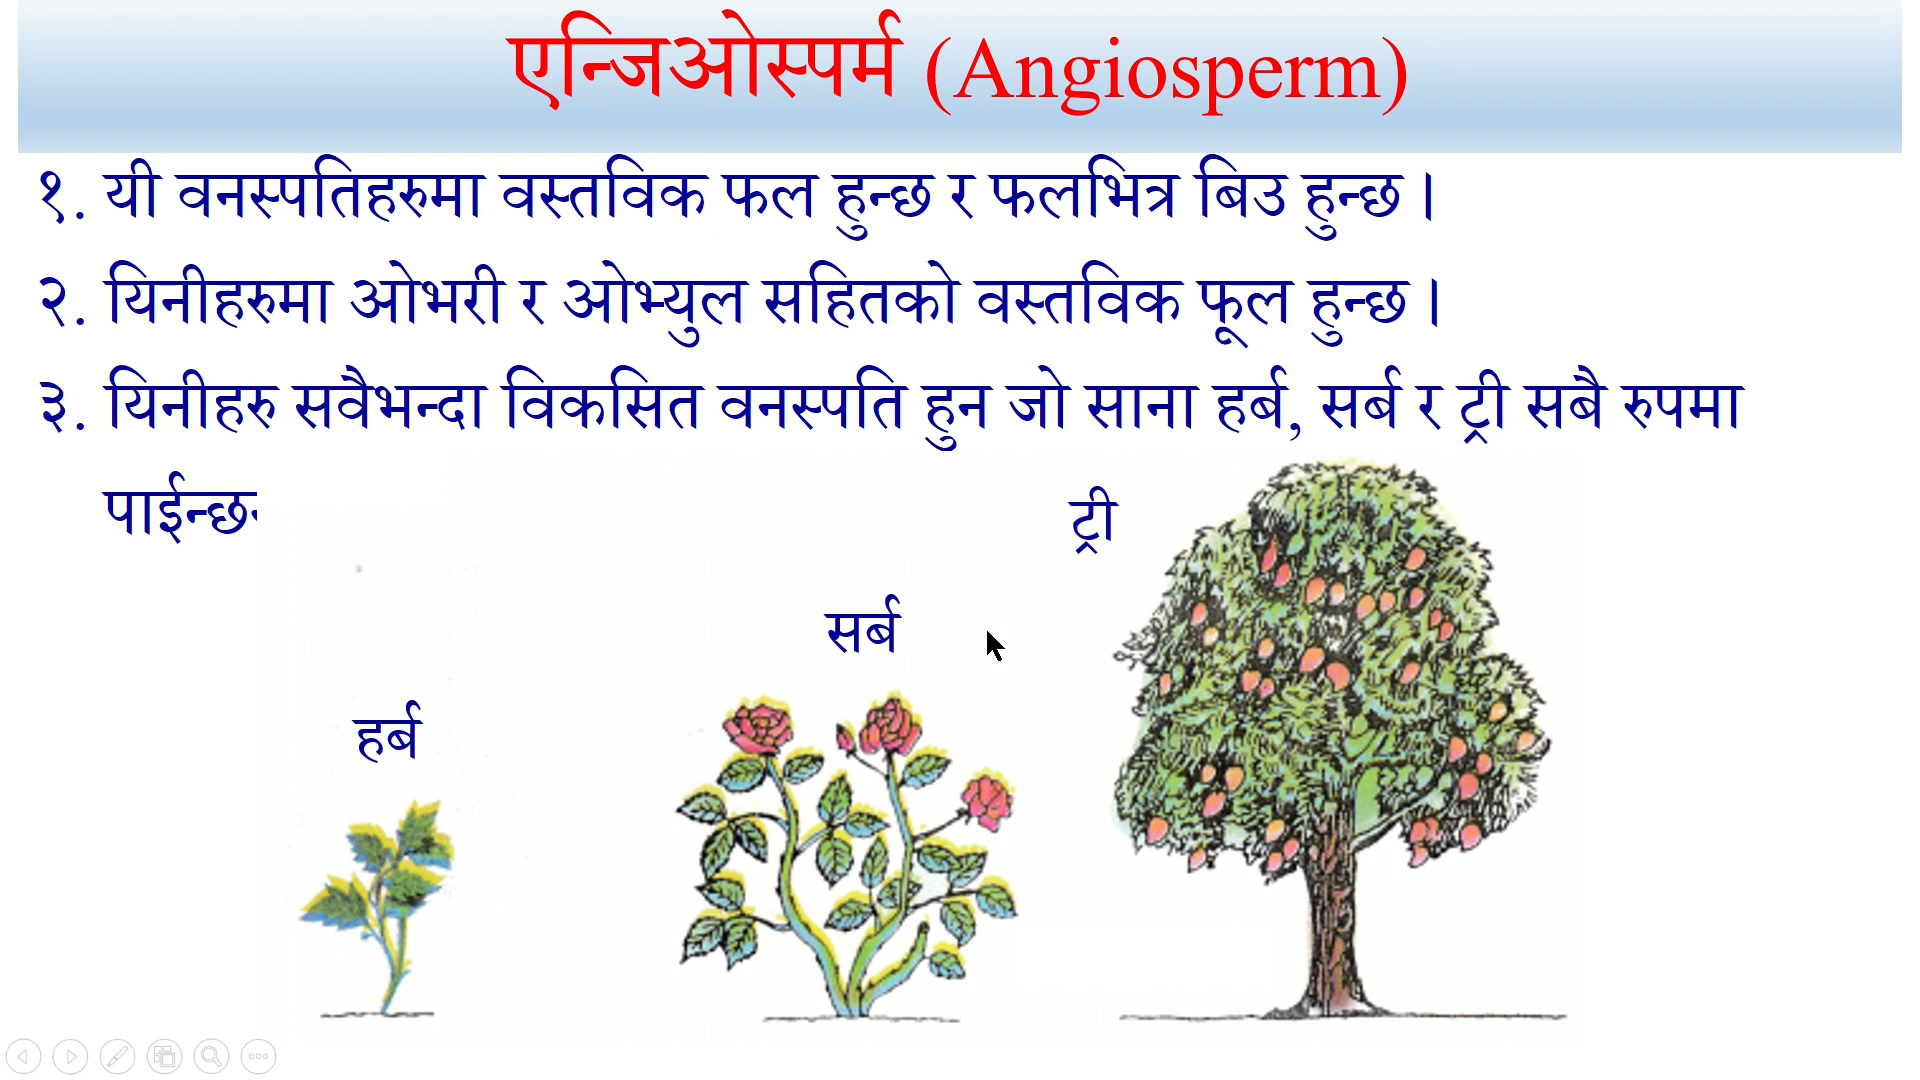 एन्जिओस्पर्म (Angiosperm)
१. यी वनस्पतिहरुमा वस्तविक फल हुन्छ र फलभित्र बिउ हुन्छ।
२. यिनीहरुमा ओभरी र ओभ्युल सहितको वस्तविक फूल हुन्छ।
३. यिनीहरु सवैभन्दा विकसित वनस्पति हुन जो साना हर्ब, सर्ब र ट्री सबै रुपमा
ट्री
सर्ब
हर्ब